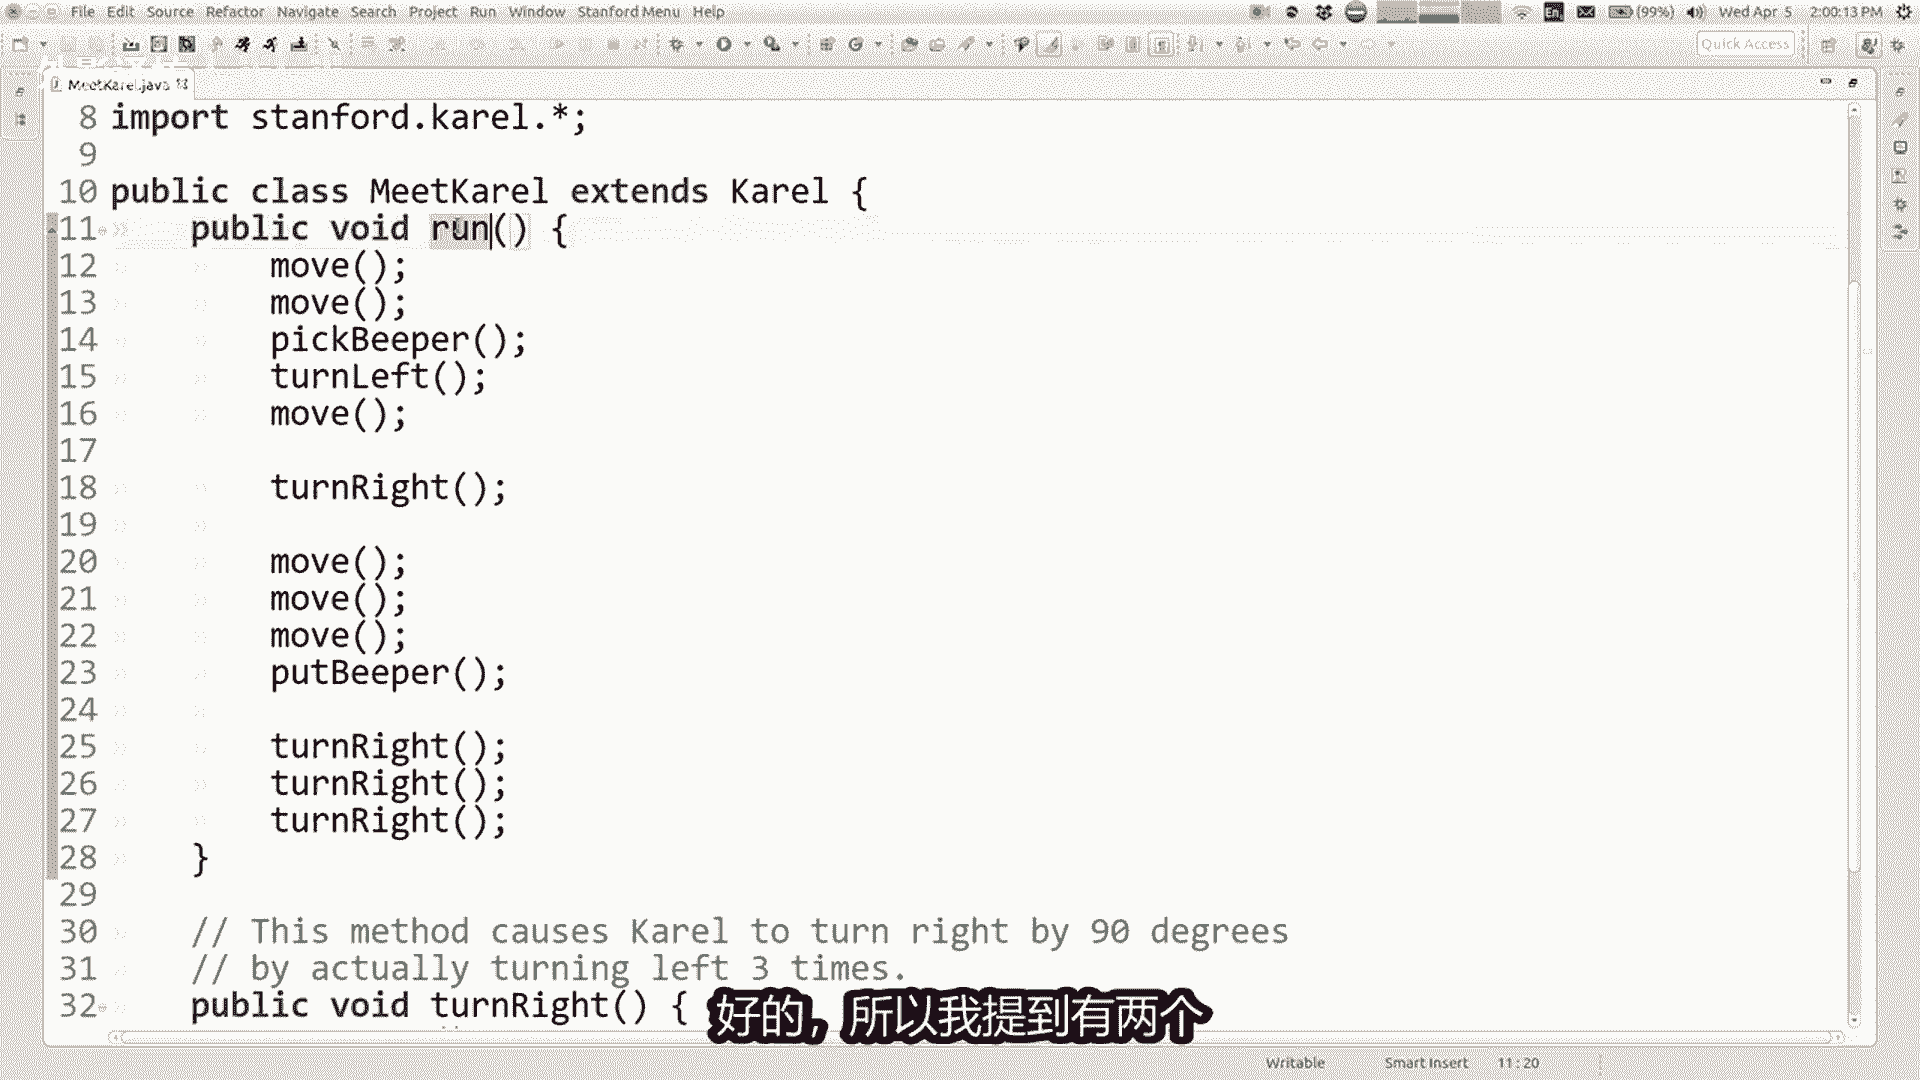 File Edit Source Refactor Navigate Search Project Run Window Stanford Menu Help
En (99%) Wed Apr 5 2:00:13 PM
Quick Access
MeetKarel.java
8 import stanford.karel.*;
9
10 public class MeetKarel extends Karel {
11 public void run() {
12 move();
13 move();
14 pickBeeper();
15 turnLeft();
16 move();
17
18 turnRight();
19
20 move();
21 move();
22 move();
23 putBeeper();
24
25 turnRight();
26 turnRight();
27 turnRight();
28 }
29
30 // This method causes Karel to turn right by 90 degrees
31 // by actually turning left 3 times.
32 public void turnRight() {
好的，所以我提到有两个
Writable Smart Insert 11:20